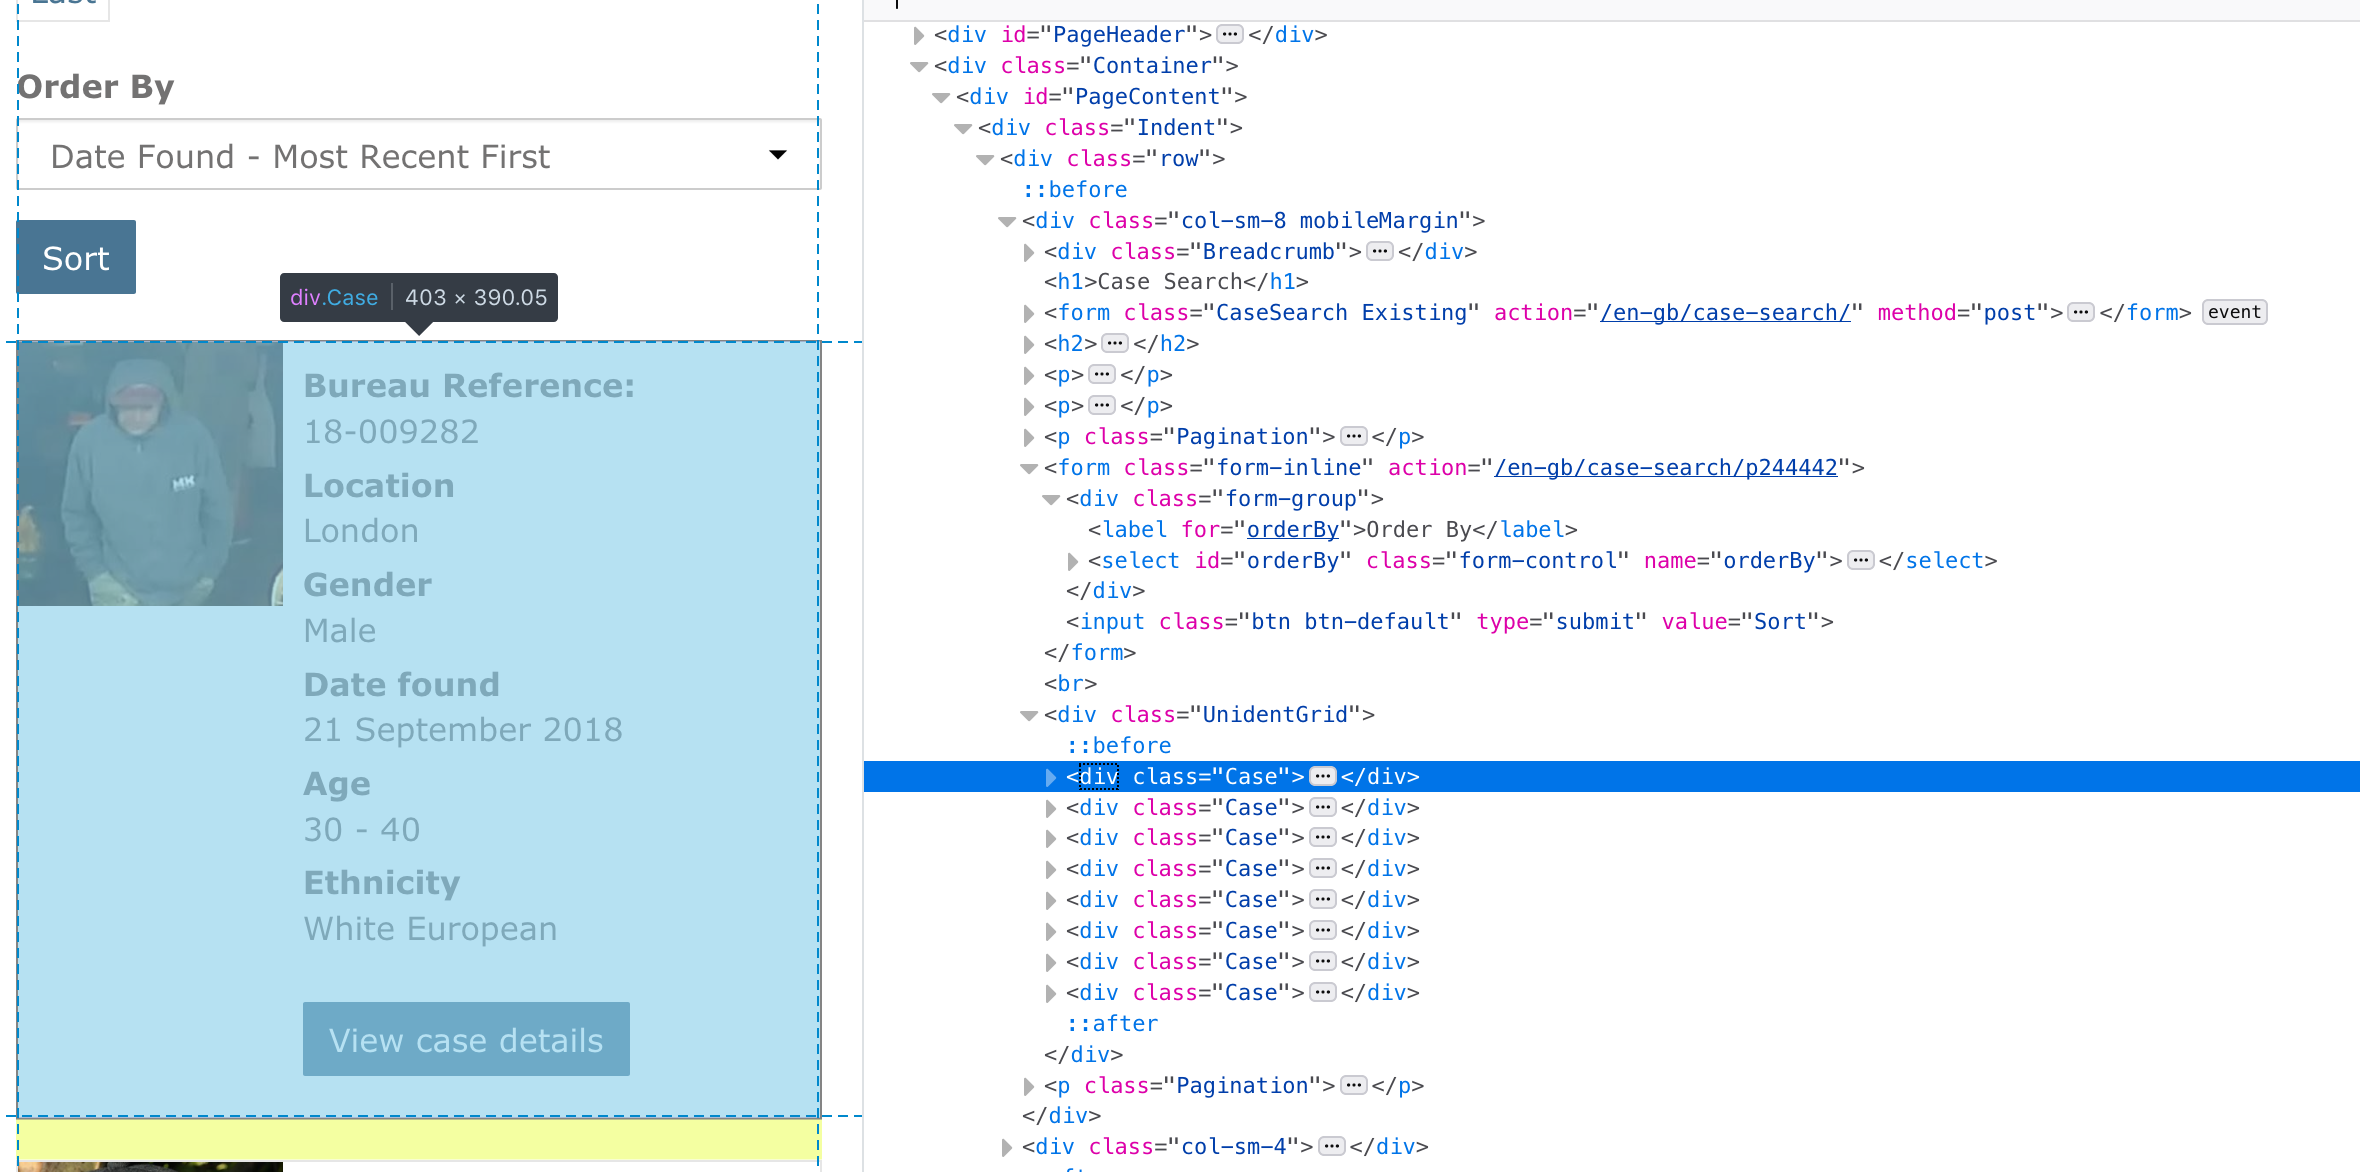 Last
Order By
Date Found - Most Recent First
Sort
div.Case 403 × 390.05
MK
Bureau Reference:
18-009282
Location
London
Gender
Male
Date found
21 September 2018
Age
30 - 40
Ethnicity
White European
View case details
<div id="PageHeader">···</div>
<div class="Container">
<div id="PageContent">
<div class="Indent">
<div class="row">
::before
<div class="col-sm-8 mobileMargin">
<div class="Breadcrumb">···</div>
<h1>Case Search</h1>
<form class="CaseSearch Existing" action="/en-gb/case-search/" method="post">···</form> event
<h2>···</h2>
<p>···</p>
<p>···</p>
<p class="Pagination">···</p>
<form class="form-inline" action="/en-gb/case-search/p244442">
<div class="form-group">
<label for="orderBy">Order By</label>
<select id="orderBy" class="form-control" name="orderBy">···</select>
</div>
<input class="btn btn-default" type="submit" value="Sort">
</form>
<br>
<div class="UnidentGrid">
::before
<div class="Case">···</div>
<div class="Case">···</div>
<div class="Case">···</div>
<div class="Case">···</div>
<div class="Case">···</div>
<div class="Case">···</div>
<div class="Case">···</div>
<div class="Case">···</div>
::after
</div>
<p class="Pagination">···</p>
</div>
<div class="col-sm-4">···</div>